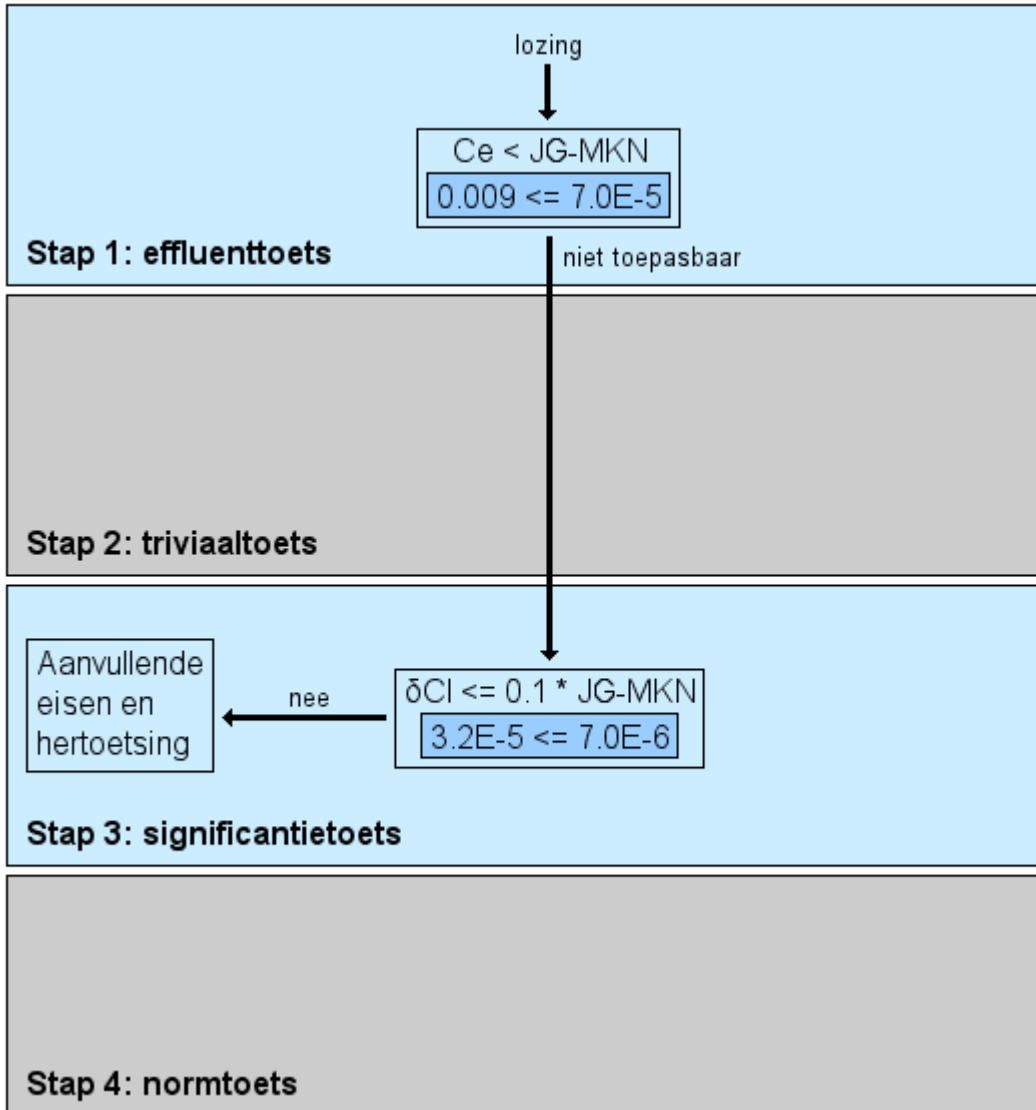 lozing
Ce < JG-MKN
0.009 <= 7.0E-5
Stap 1: effluenttoets
niet toepasbaar
Stap 2: triviaaltoets
Aanvullende
eisen en
hertoetsing
nee
δCl <= 0.1 * JG-MKN
3.2E-5 <= 7.0E-6
Stap 3: significantietoets
Stap 4: normtoets